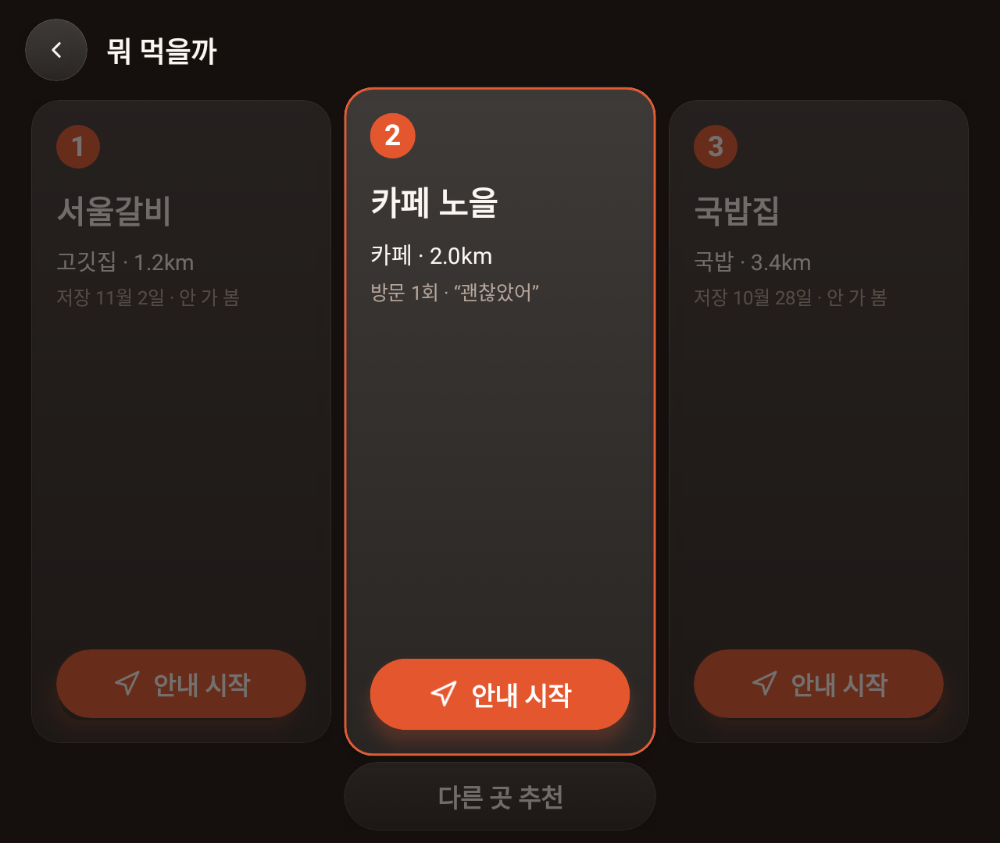 뭐 먹을까
1
서울갈비
고깃집 · 1.2km
저장 11월 2일 · 안 가 봄
안내 시작
2
카페 노을
카페 · 2.0km
방문 1회 · “괜찮았어”
안내 시작
3
국밥집
국밥 · 3.4km
저장 10월 28일 · 안 가 봄
안내 시작
다른 곳 추천